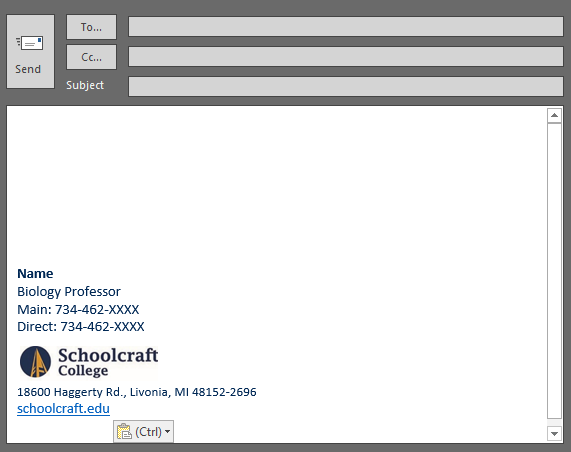 To...
Send
Cc...
Subject
Name
Biology Professor
Main: 734-462-XXXX
Direct: 734-462-XXXX
Schoolcraft
College
18600 Haggerty Rd., Livonia, MI 48152-2696
schoolcraft.edu
(Ctrl)